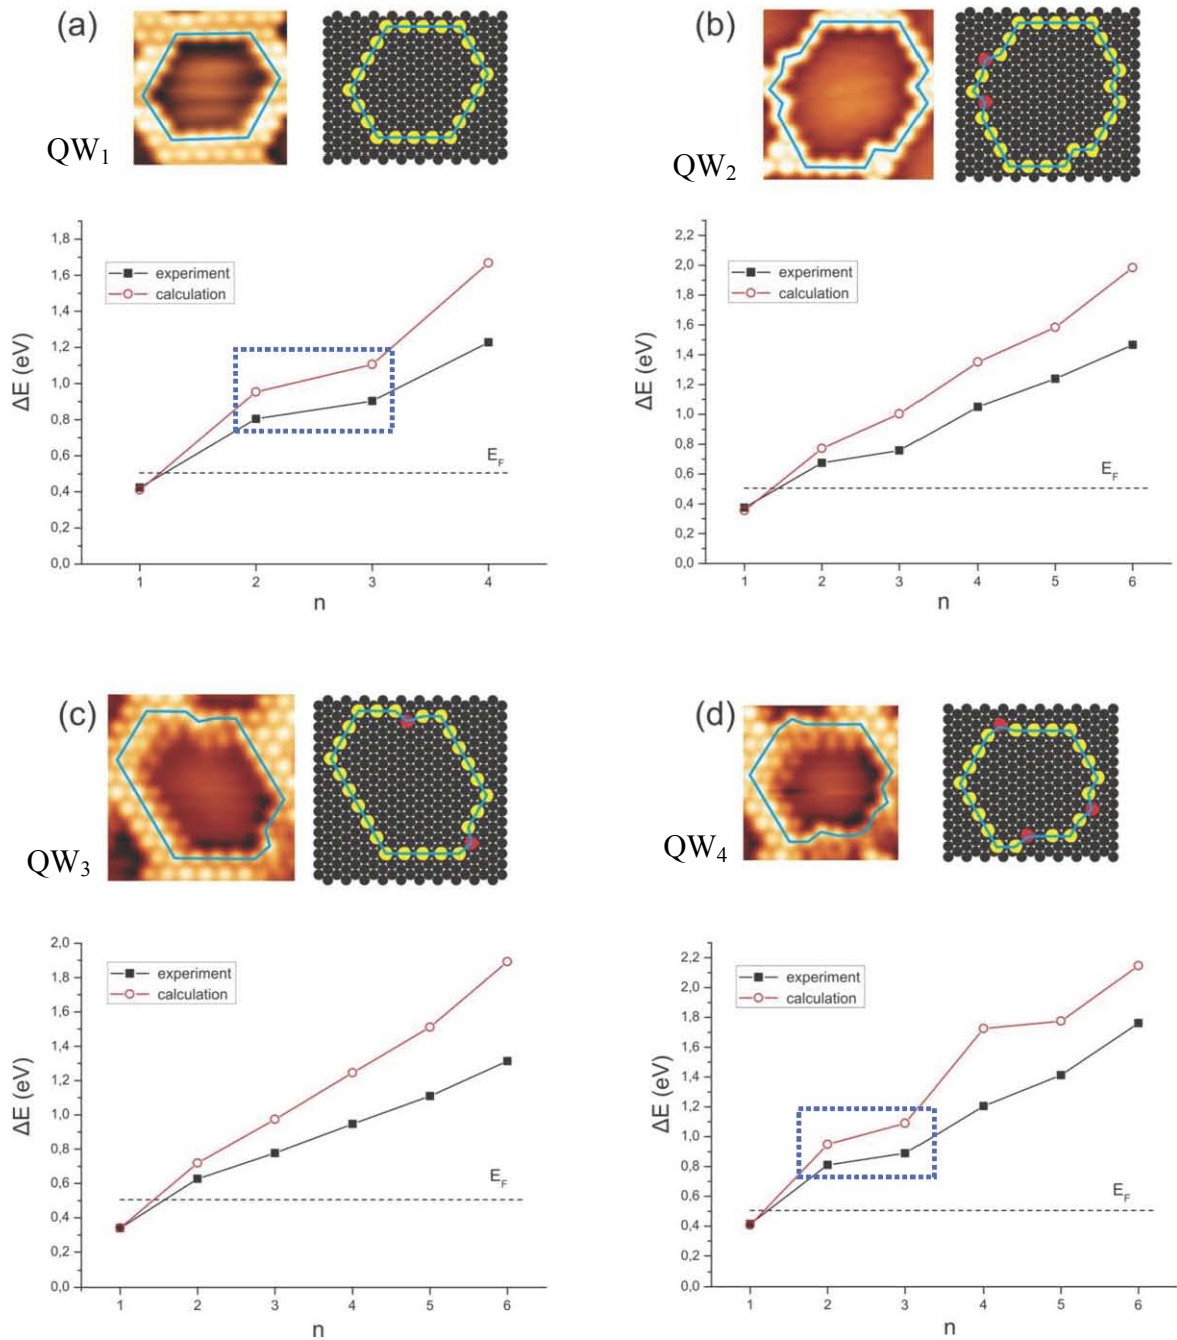 (a)
QW₁
1,8
1,6
1,4
1,2
1,0
0,8
0,6
0,4
0,2
0,0
ΔE (eV)
experiment
calculation
E_F
1 2 3 4
n
(b)
QW₂
2,2
2,0
1,8
1,6
1,4
1,2
1,0
0,8
0,6
0,4
0,2
0,0
ΔE (eV)
experiment
calculation
E_F
1 2 3 4 5 6
n
(c)
QW₃
2,0
1,8
1,6
1,4
1,2
1,0
0,8
0,6
0,4
0,2
0,0
ΔE (eV)
experiment
calculation
E_F
1 2 3 4 5 6
n
(d)
QW₄
2,2
2,0
1,8
1,6
1,4
1,2
1,0
0,8
0,6
0,4
0,2
0,0
ΔE (eV)
experiment
calculation
E_F
1 2 3 4 5 6
n